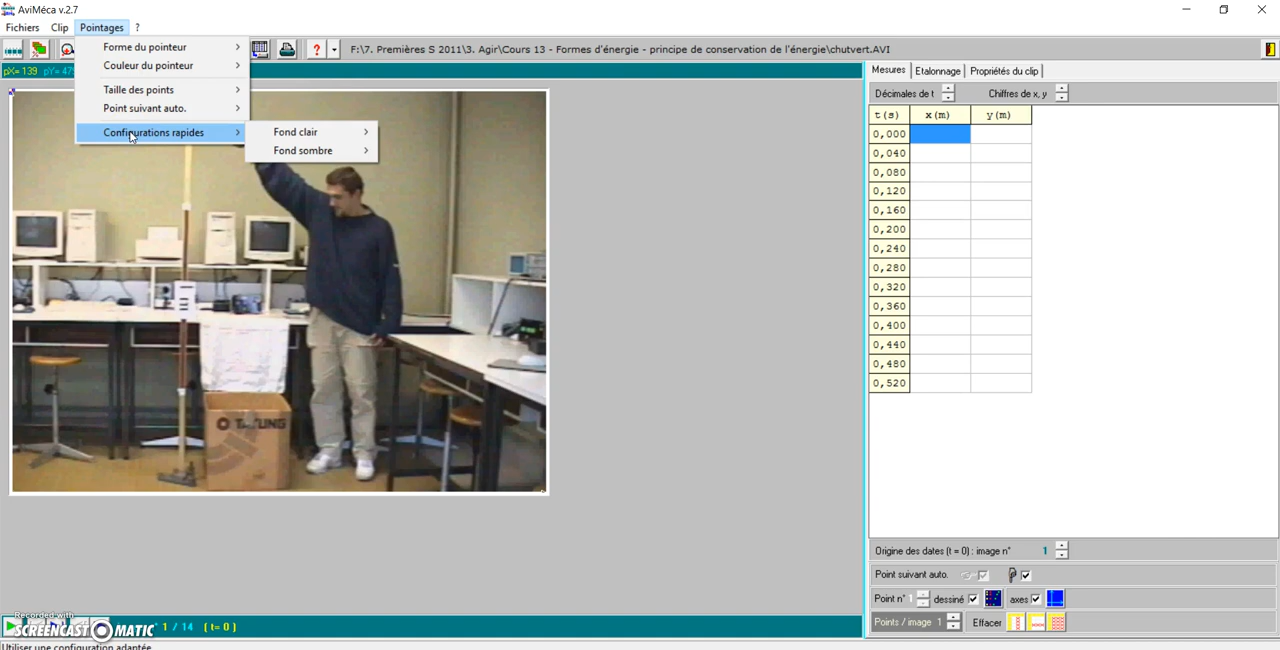 AviMéca v.2.7
Fichiers Clip Pointages ?
F:\7. Premières S 2011\3. Agir\Cours 13 - Formes d'énergie - principe de conservation de l'énergie\chutvert.AVI
pX= 139
Forme du pointeur
Couleur du pointeur
Taille des points
Point suivant auto.
Configurations rapides
Fond clair
Fond sombre
TATUNG
Recorded with
SCREENCAST O MATIC
1 / 14 ( t= 0 )
Utiliser une configuration adaptée
Mesures Etalonnage Propriétés du clip
Décimales de t Chiffres de x, y
t(s) x(m) y(m)
0,000
0,040
0,080
0,120
0,160
0,200
0,240
0,280
0,320
0,360
0,400
0,440
0,480
0,520
Origine des dates (t = 0) : image n° 1
Point suivant auto.
Point n° 1 dessiné axes
Points / image 1 Effacer